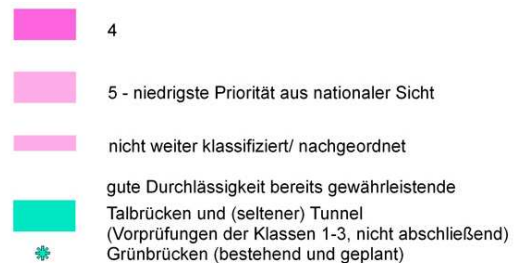 4
5 - niedrigste Priorität aus nationaler Sicht
nicht weiter klassifiziert/ nachgeordnet
gute Durchlässigkeit bereits gewährleistende
Talbrücken und (seltener) Tunnel
(Vorprüfungen der Klassen 1-3, nicht abschließend)
Grünbrücken (bestehend und geplant)